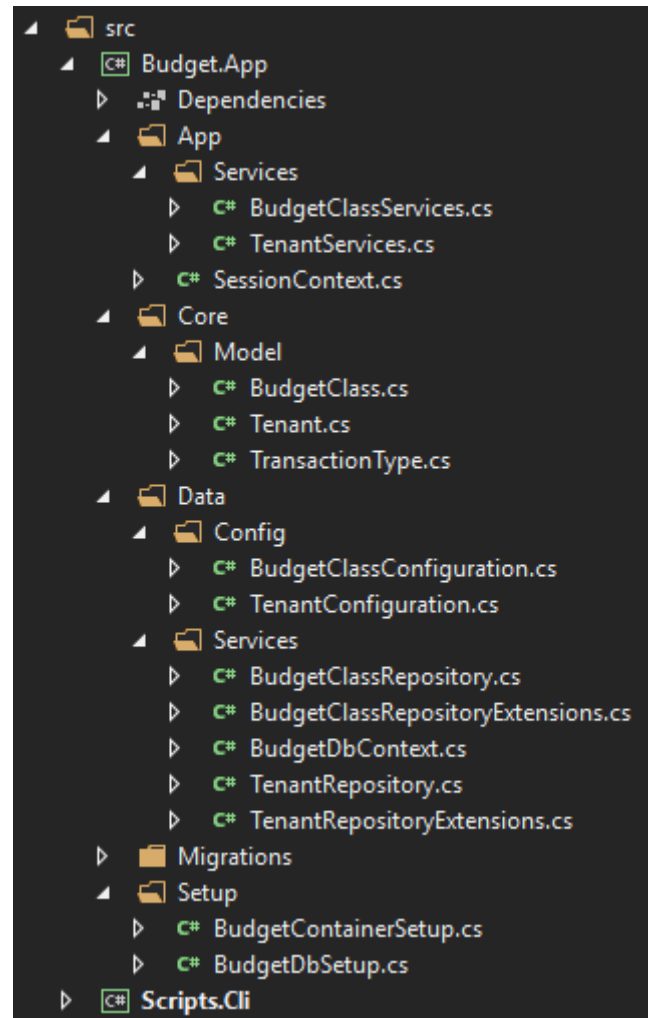 src
C# Budget.App
Dependencies
App
Services
C# BudgetClassServices.cs
C# TenantServices.cs
C# SessionContext.cs
Core
Model
C# BudgetClass.cs
C# Tenant.cs
C# TransactionType.cs
Data
Config
C# BudgetClassConfiguration.cs
C# TenantConfiguration.cs
Services
C# BudgetClassRepository.cs
C# BudgetClassRepositoryExtensions.cs
C# BudgetDbContext.cs
C# TenantRepository.cs
C# TenantRepositoryExtensions.cs
Migrations
Setup
C# BudgetContainerSetup.cs
C# BudgetDbSetup.cs
C# Scripts.Cli